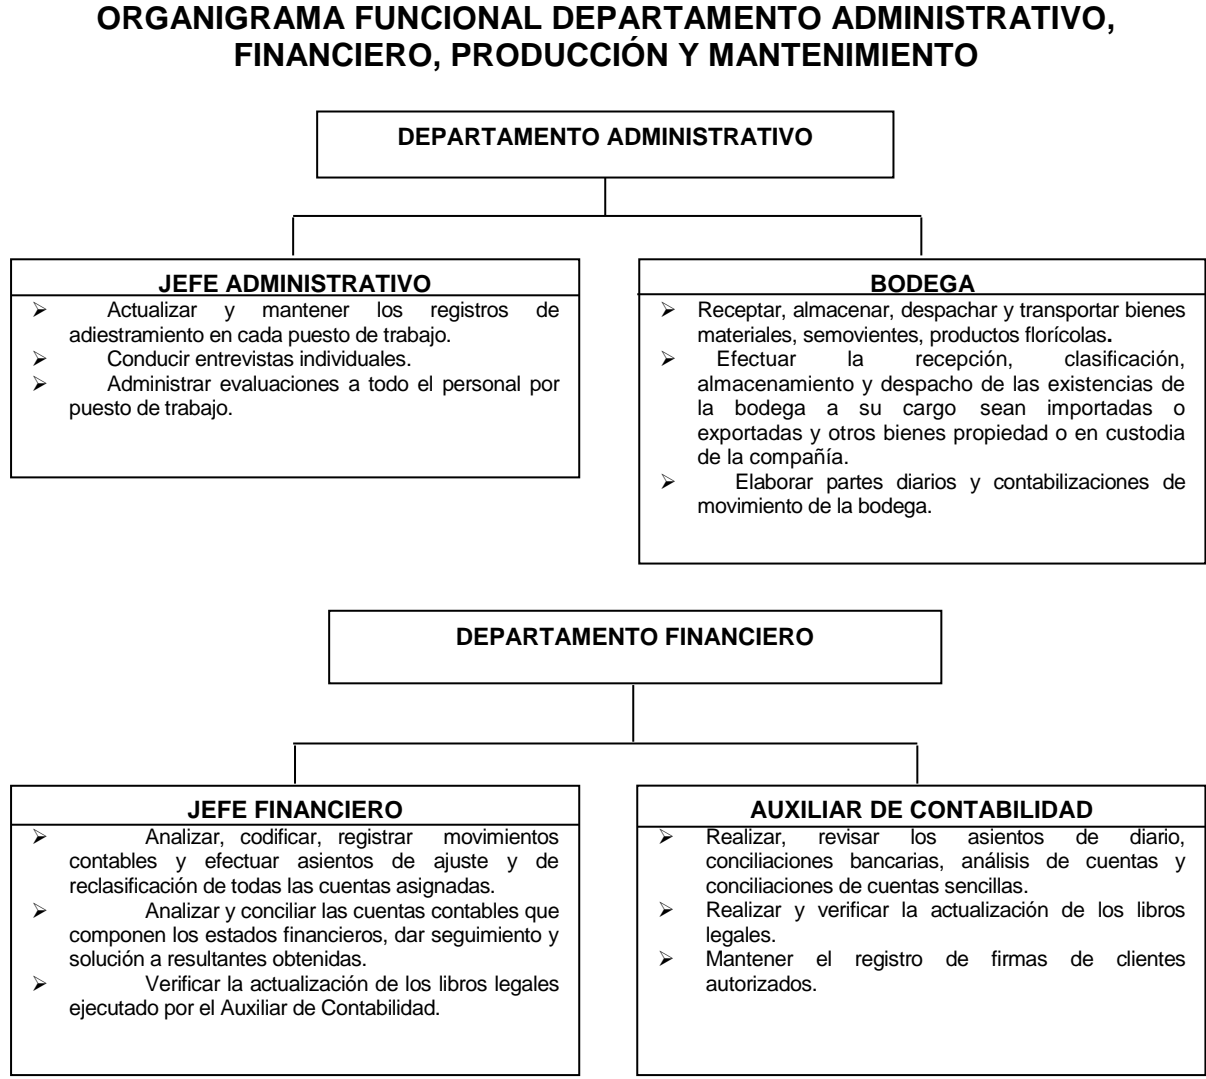 ORGANIGRAMA FUNCIONAL DEPARTAMENTO ADMINISTRATIVO,
FINANCIERO, PRODUCCIÓN Y MANTENIMIENTO
DEPARTAMENTO ADMINISTRATIVO
JEFE ADMINISTRATIVO
➢ Actualizar y mantener los registros de
adiestramiento en cada puesto de trabajo.
➢ Conducir entrevistas individuales.
➢ Administrar evaluaciones a todo el personal por
puesto de trabajo.
BODEGA
➢ Receptar, almacenar, despachar y transportar bienes
materiales, semovientes, productos florícolas.
➢ Efectuar la recepción, clasificación,
almacenamiento y despacho de las existencias de
la bodega a su cargo sean importadas o
exportadas y otros bienes propiedad o en custodia
de la compañía.
➢ Elaborar partes diarios y contabilizaciones de
movimiento de la bodega.
DEPARTAMENTO FINANCIERO
JEFE FINANCIERO
➢ Analizar, codificar, registrar movimientos
contables y efectuar asientos de ajuste y de
reclasificación de todas las cuentas asignadas.
➢ Analizar y conciliar las cuentas contables que
componen los estados financieros, dar seguimiento y
solución a resultantes obtenidas.
➢ Verificar la actualización de los libros legales
ejecutado por el Auxiliar de Contabilidad.
AUXILIAR DE CONTABILIDAD
➢ Realizar, revisar los asientos de diario,
conciliaciones bancarias, análisis de cuentas y
conciliaciones de cuentas sencillas.
➢ Realizar y verificar la actualización de los libros
legales.
➢ Mantener el registro de firmas de clientes
autorizados.